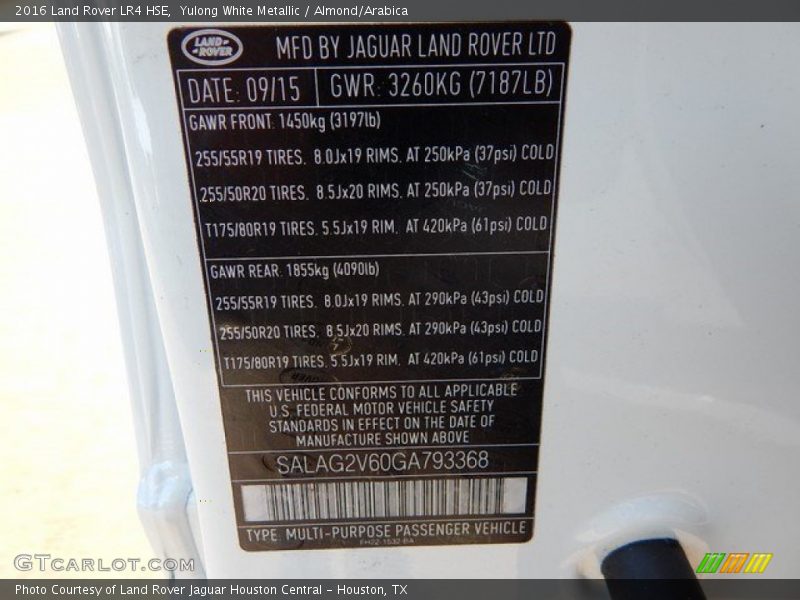 2016 Land Rover LR4 HSE, Yulong White Metallic / Almond/Arabica
LAND-
-ROVER
MFD BY JAGUAR LAND ROVER LTD
DATE: 09/15 GWR: 3260KG (7187LB)
GAWR FRONT: 1450kg (3197lb)
255/55R19 TIRES. 8.0Jx19 RIMS. AT 250kPa (37psi) COLD
255/50R20 TIRES. 8.5Jx20 RIMS. AT 250kPa (37psi) COLD
T175/80R19 TIRES. 5.5Jx19 RIM. AT 420kPa (61psi) COLD
GAWR REAR: 1855kg (4090lb)
255/55R19 TIRES. 8.0Jx19 RIMS. AT 290kPa (43psi) COLD
255/50R20 TIRES. 8.5Jx20 RIMS. AT 290kPa (43psi) COLD
T175/80R19 TIRES. 5.5Jx19 RIM. AT 420kPa (61psi) COLD
THIS VEHICLE CONFORMS TO ALL APPLICABLE
U.S. FEDERAL MOTOR VEHICLE SAFETY
STANDARDS IN EFFECT ON THE DATE OF
MANUFACTURE SHOWN ABOVE
SALAG2V60GA793368
TYPE: MULTI-PURPOSE PASSENGER VEHICLE
GTcarlot.com
Photo Courtesy of Land Rover Jaguar Houston Central - Houston, TX